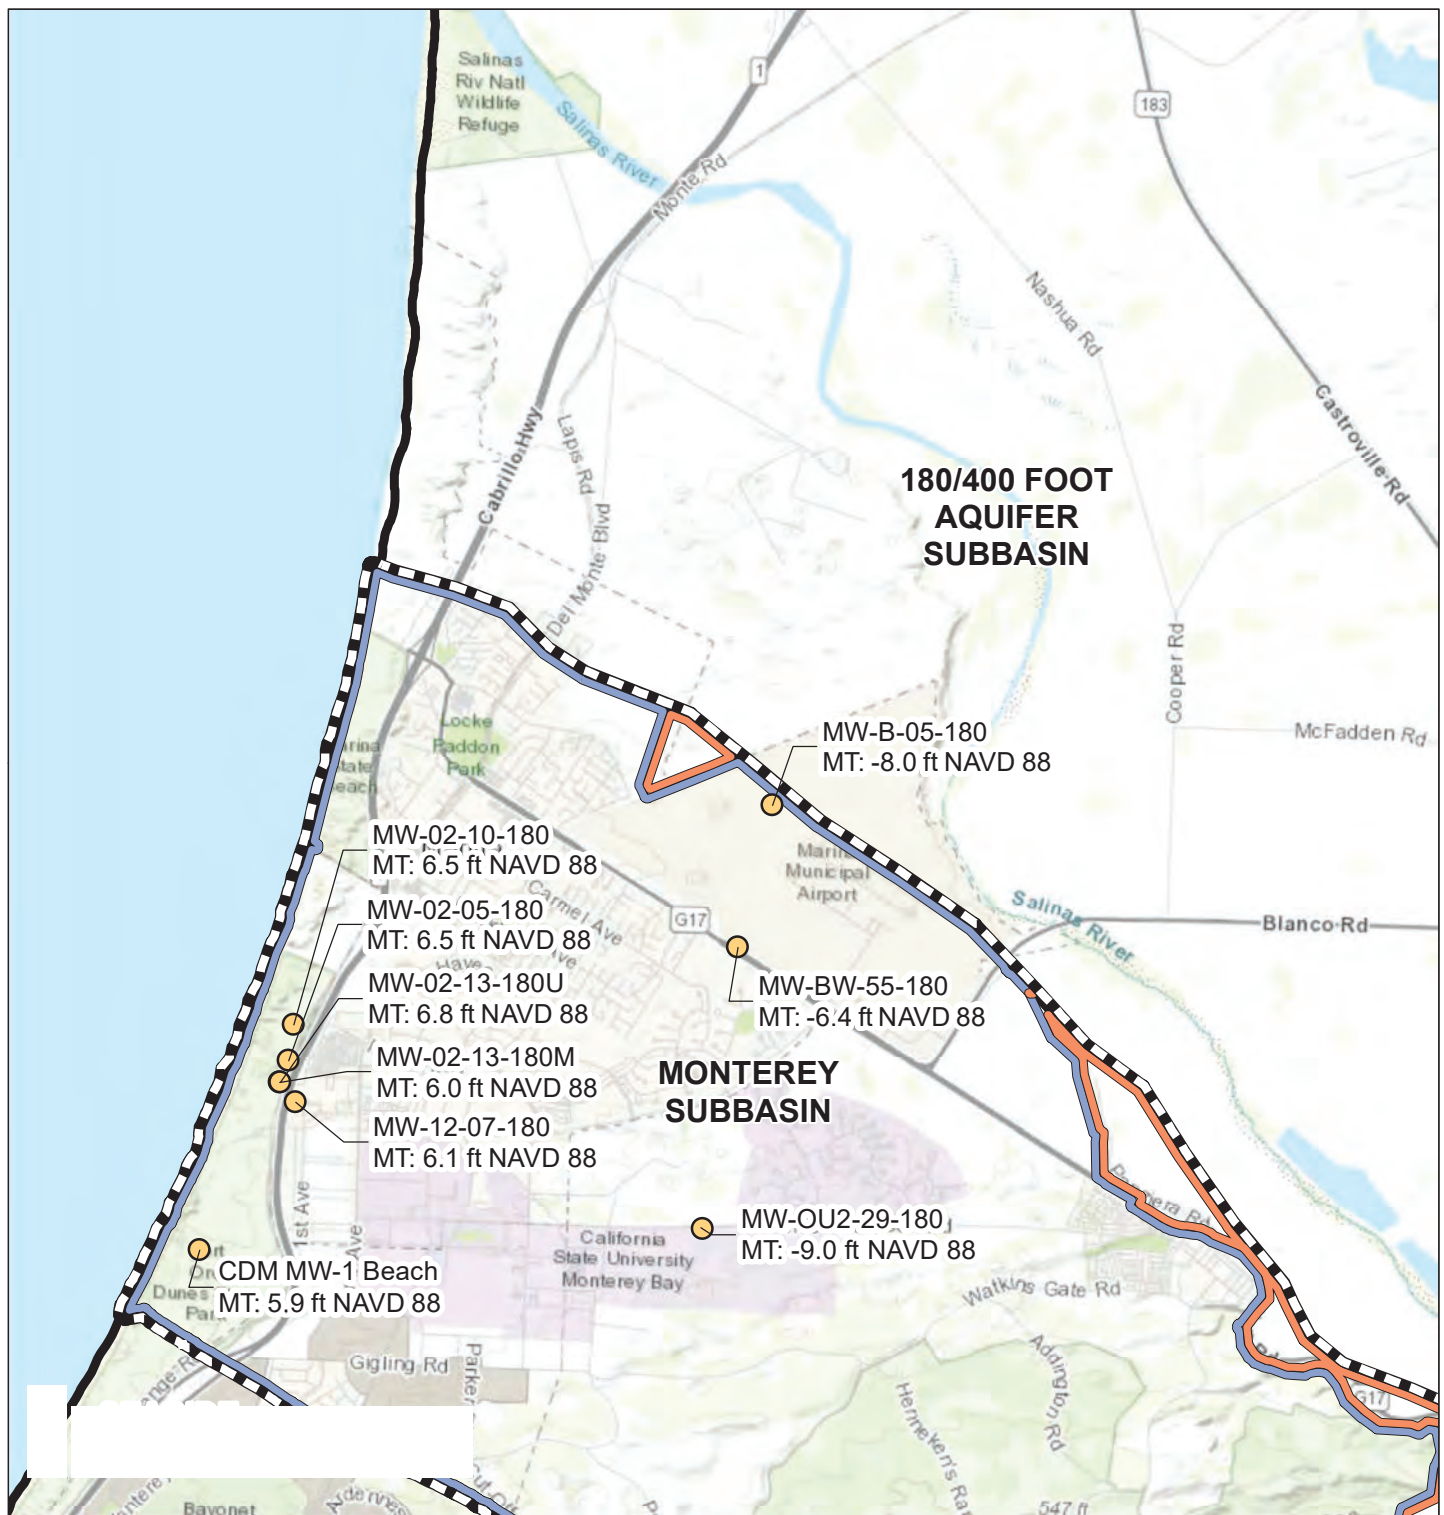 Salinas
Riv Natl
Wildlife
Refuge
1
183
Salinas River
Monte Rd
Nashua Rd
Castroville Rd
Cabrillo Hwy
Lapis Rd
Del Monte Blvd
180/400 FOOT
AQUIFER
SUBBASIN
Cooper Rd
McFadden Rd
Locke
Paddon
Park
MW-B-05-180
MT: -8.0 ft NAVD 88
MW-02-10-180
MT: 6.5 ft NAVD 88
Marina
Municipal
Airport
Carmel Ave
Ave
MW-02-05-180
MT: 6.5 ft NAVD 88
G17
Salinas River
Blanco Rd
MW-02-13-180U
MT: 6.8 ft NAVD 88
MW-BW-55-180
MT: -6.4 ft NAVD 88
MW-02-13-180M
MT: 6.0 ft NAVD 88
MONTEREY
SUBBASIN
MW-12-07-180
MT: 6.1 ft NAVD 88
1st Ave
Ave
MW-OU2-29-180
MT: -9.0 ft NAVD 88
California
State University
Monterey Bay
CDM MW-1 Beach
MT: 5.9 ft NAVD 88
Dunes
Watkins Gate Rd
Gigling Rd
Parker
Addington Rd
G17
Bayonet
547 ft